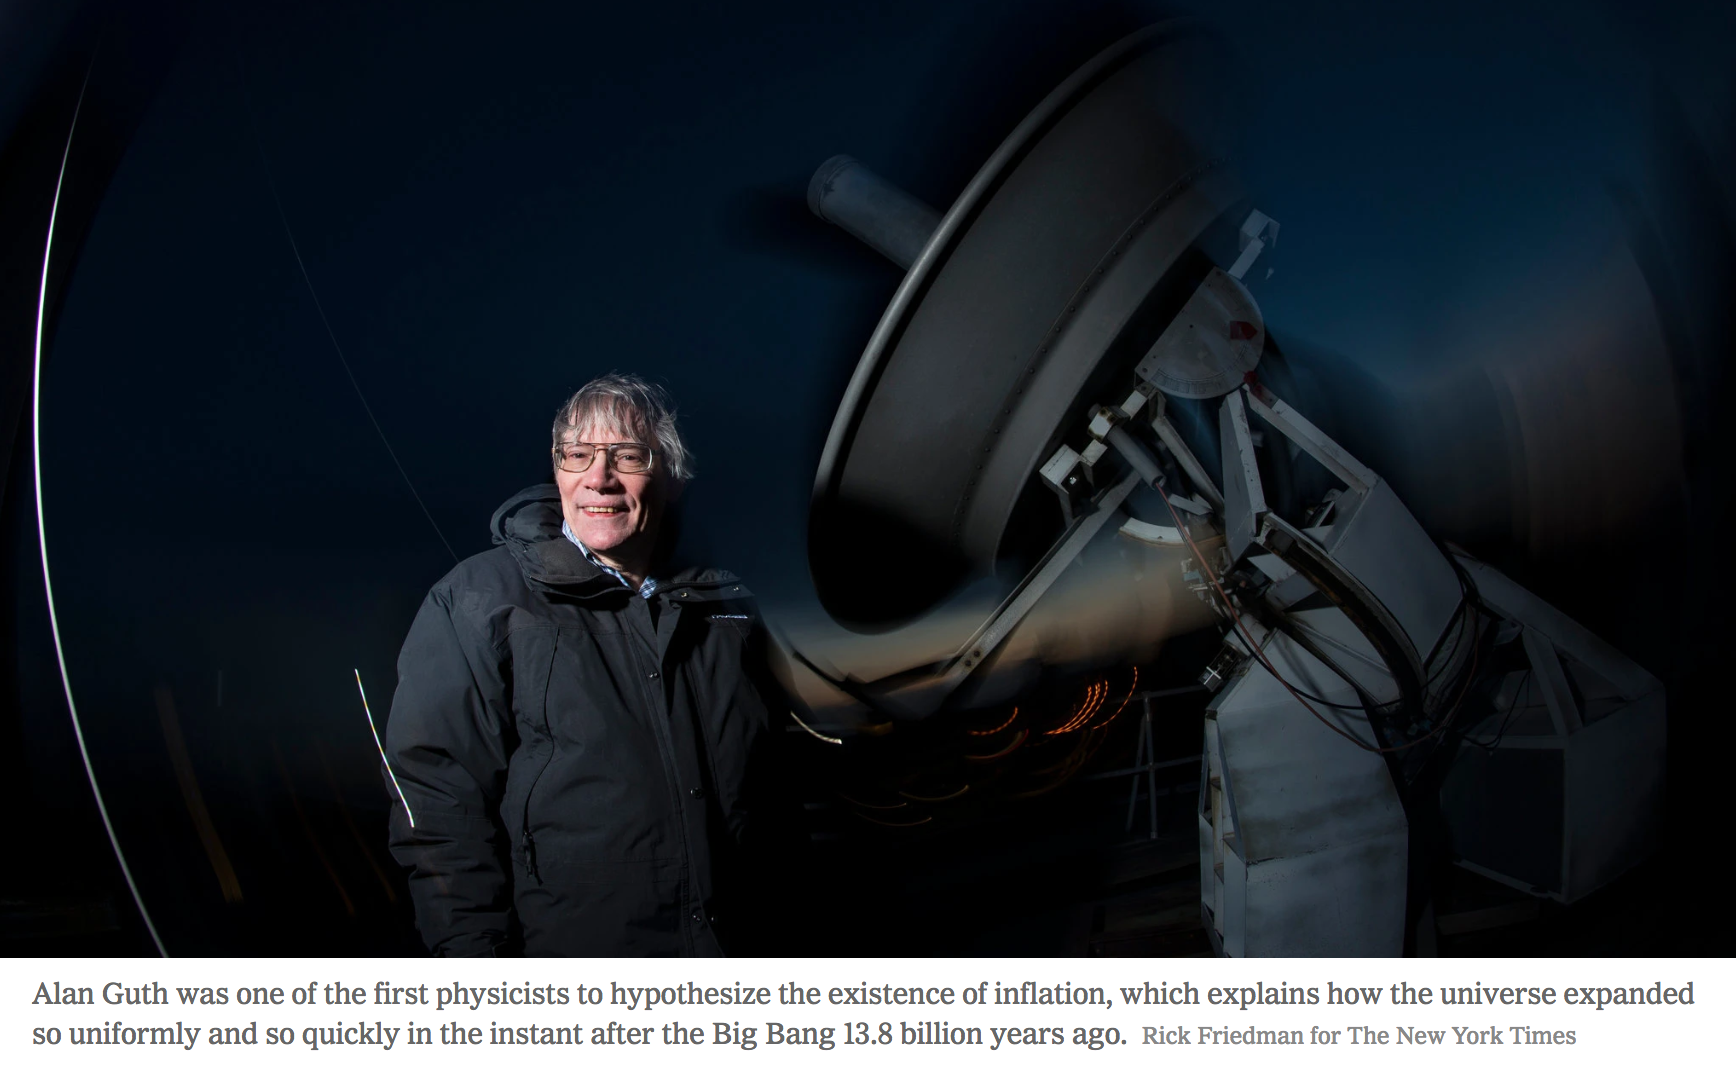 Alan Guth was one of the first physicists to hypothesize the existence of inflation, which explains how the universe expanded
so uniformly and so quickly in the instant after the Big Bang 13.8 billion years ago. Rick Friedman for The New York Times